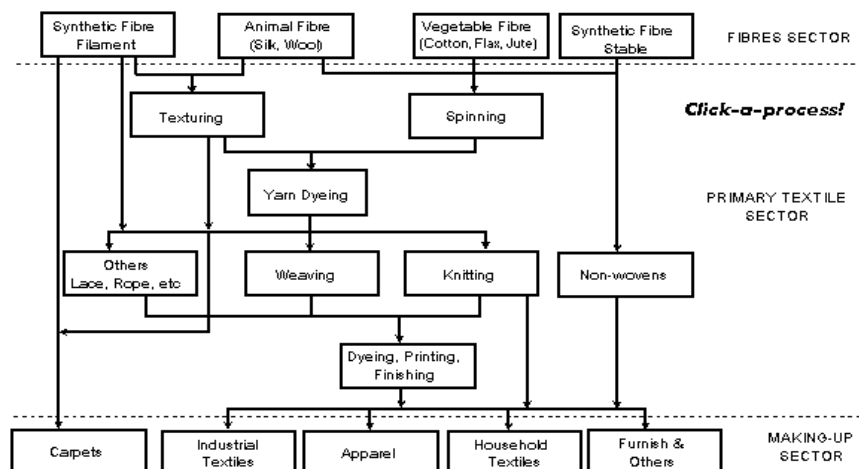 Synthetic Fibre
Filament
Animal Fibre
(Silk, Wool)
Vegetable Fibre
(Cotton, Flax, Jute)
Synthetic Fibre
Stable
FIBRES SECTOR
Texturing
Spinning
Click-a-process!
Yarn Dyeing
PRIMARY TEXTILE
SECTOR
Others
Lace, Rope, etc
Weaving
Knitting
Non-wovens
Dyeing, Printing,
Finishing
Carpets
Industrial
Textiles
Apparel
Household
Textiles
Furnish &
Others
MAKING-UP
SECTOR